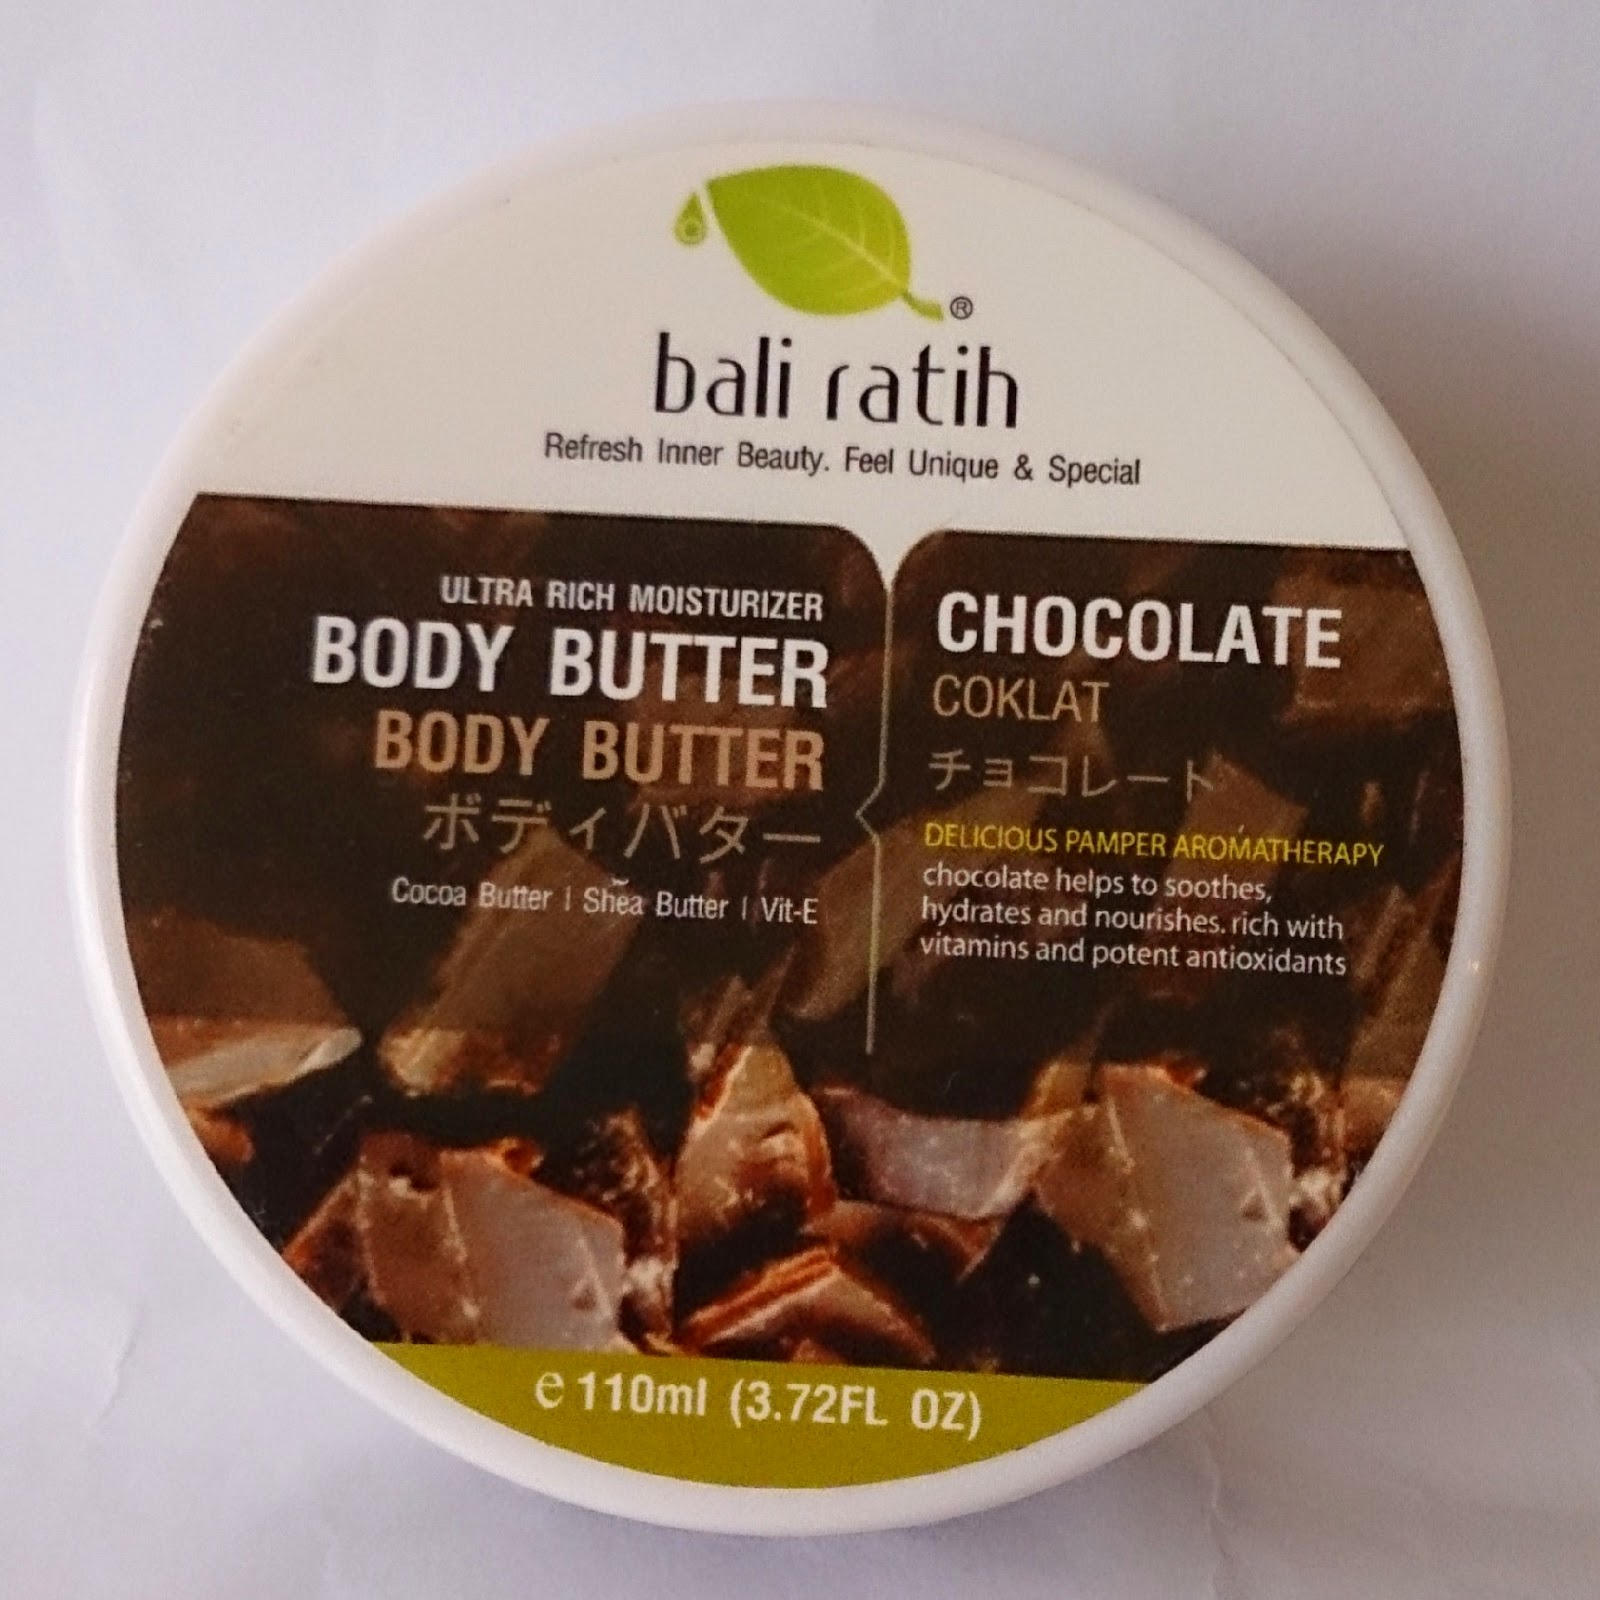 ®
bali ratih
Refresh Inner Beauty. Feel Unique & Special
ULTRA RICH MOISTURIZER
BODY BUTTER
BODY BUTTER
ボディバター
Cocoa Butter | Shea Butter | Vit-E
CHOCOLATE
COKLAT
チョコレート
DELICIOUS PAMPER AROMATHERAPY
chocolate helps to soothes,
hydrates and nourishes. rich with
vitamins and potent antioxidants
℮ 110ml (3.72FL OZ)